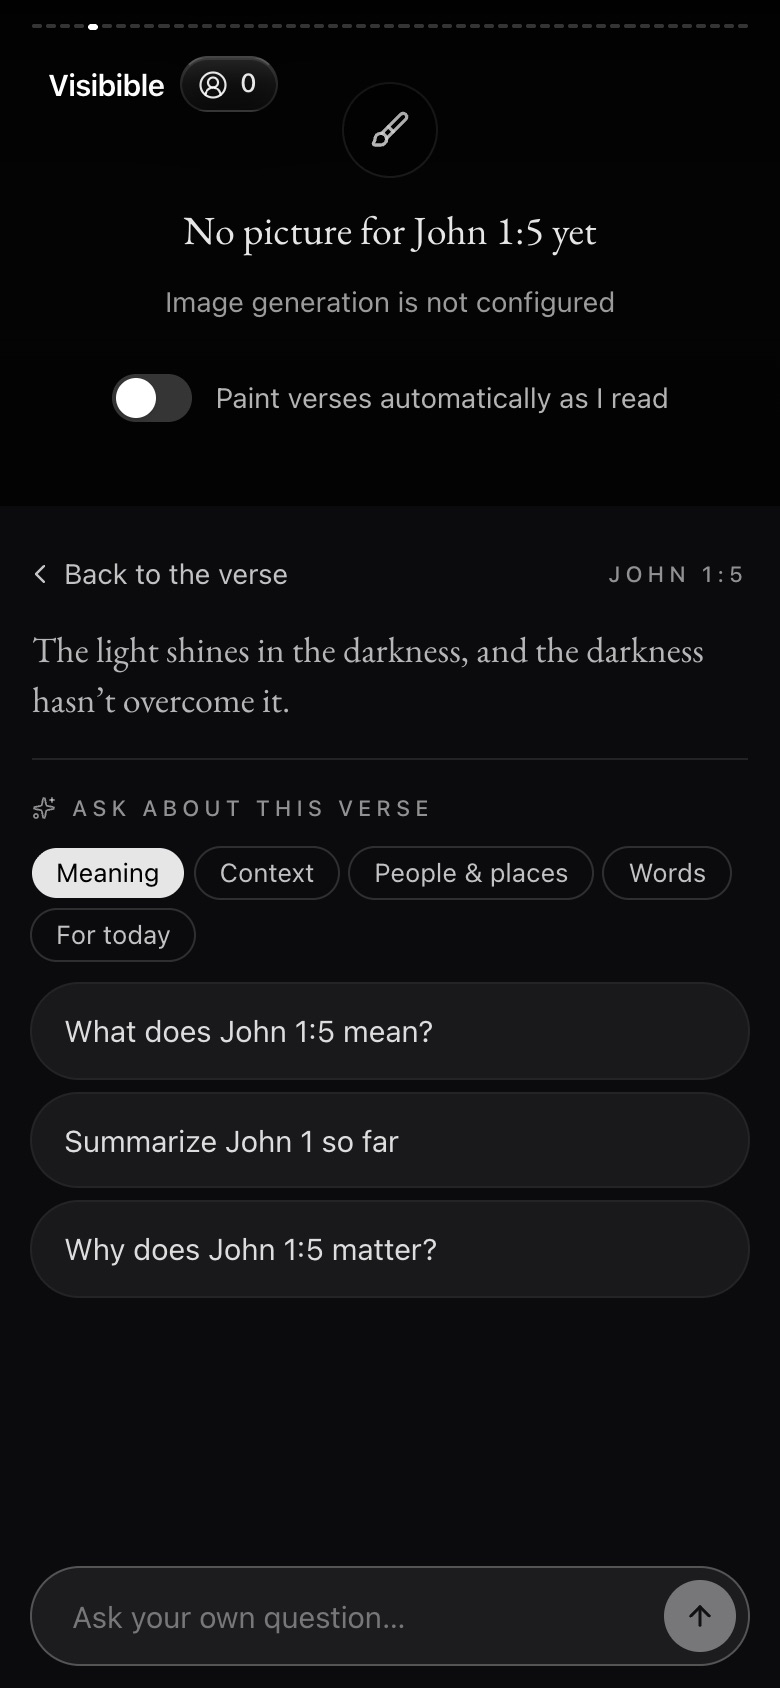 Visibible
0
No picture for John 1:5 yet
Image generation is not configured
Paint verses automatically as I read
Back to the verse
JOHN 1:5
The light shines in the darkness, and the darkness
hasn’t overcome it.
ASK ABOUT THIS VERSE
Meaning
Context
People & places
Words
For today
What does John 1:5 mean?
Summarize John 1 so far
Why does John 1:5 matter?
Ask your own question...